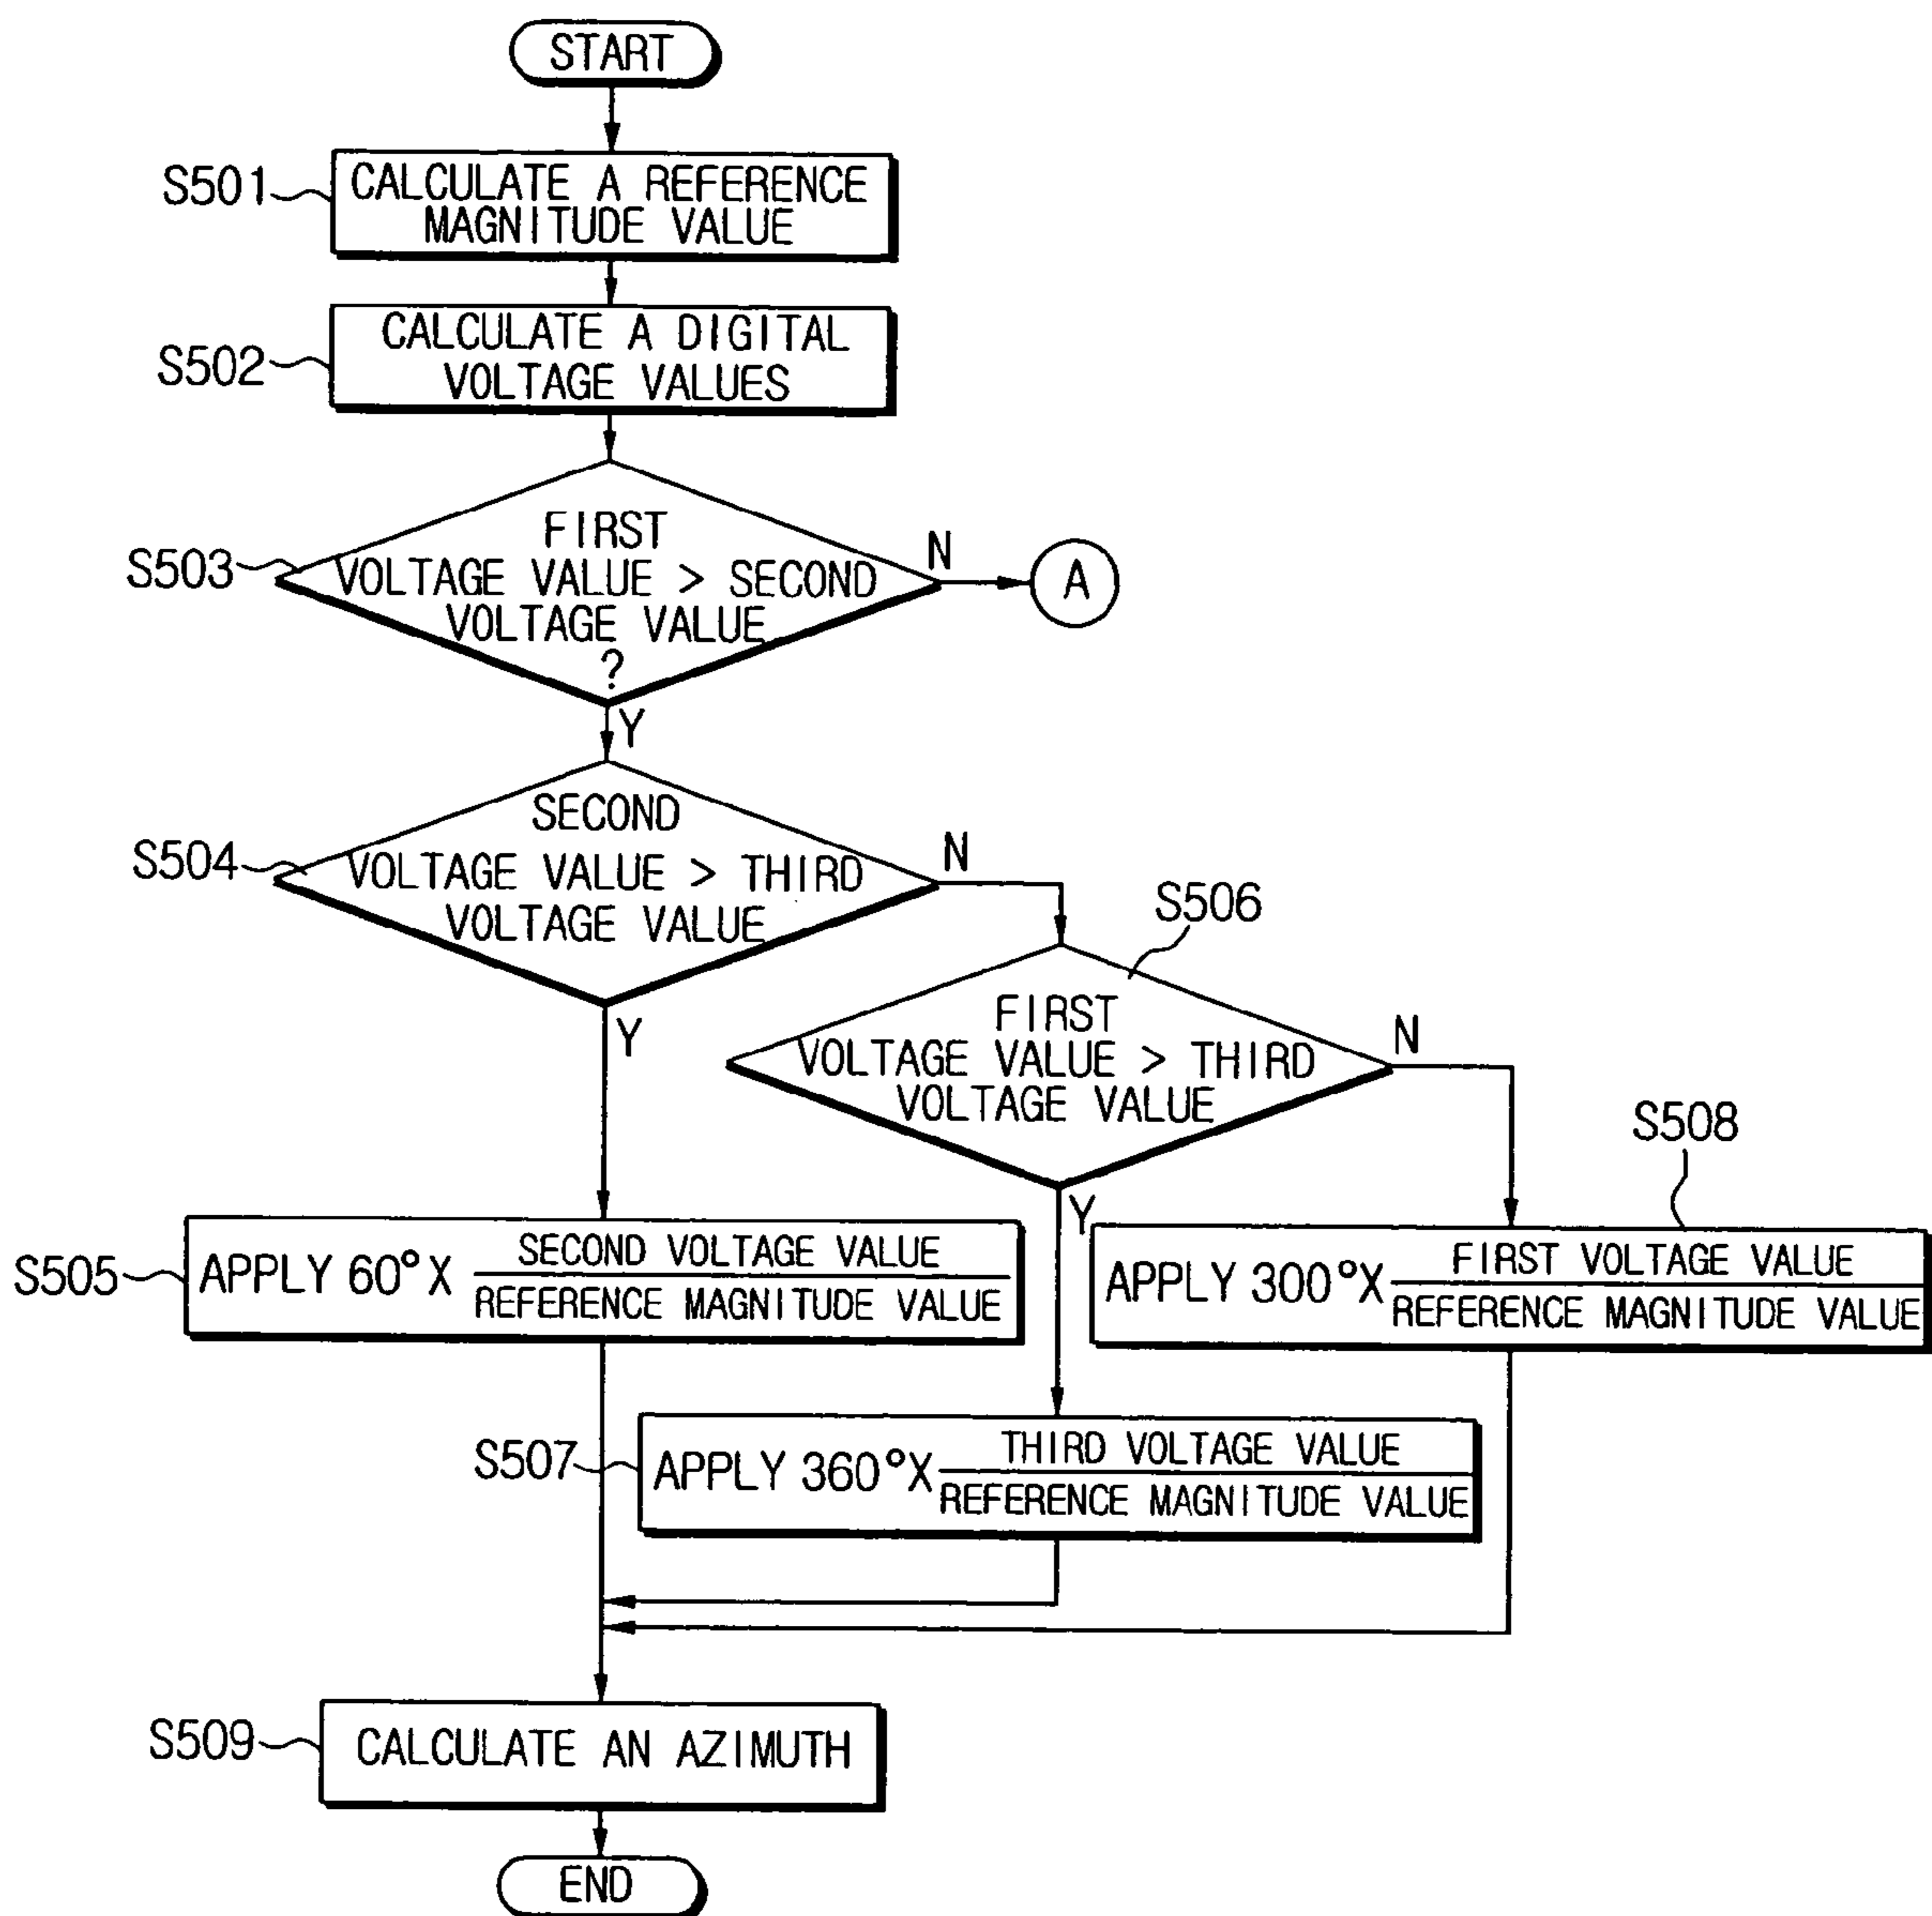 START
S501
CALCULATE A REFERENCE
MAGNITUDE VALUE
S502
CALCULATE A DIGITAL
VOLTAGE VALUES
S503
FIRST
VOLTAGE VALUE > SECOND
VOLTAGE VALUE
?
N
A
Y
S504
SECOND
VOLTAGE VALUE > THIRD
VOLTAGE VALUE
N
Y
S506
FIRST
VOLTAGE VALUE > THIRD
VOLTAGE VALUE
N
Y
S505
APPLY 60°X SECOND VOLTAGE VALUE
REFERENCE MAGNITUDE VALUE
S508
APPLY 300°X FIRST VOLTAGE VALUE
REFERENCE MAGNITUDE VALUE
S507
APPLY 360°X THIRD VOLTAGE VALUE
REFERENCE MAGNITUDE VALUE
S509
CALCULATE AN AZIMUTH
END